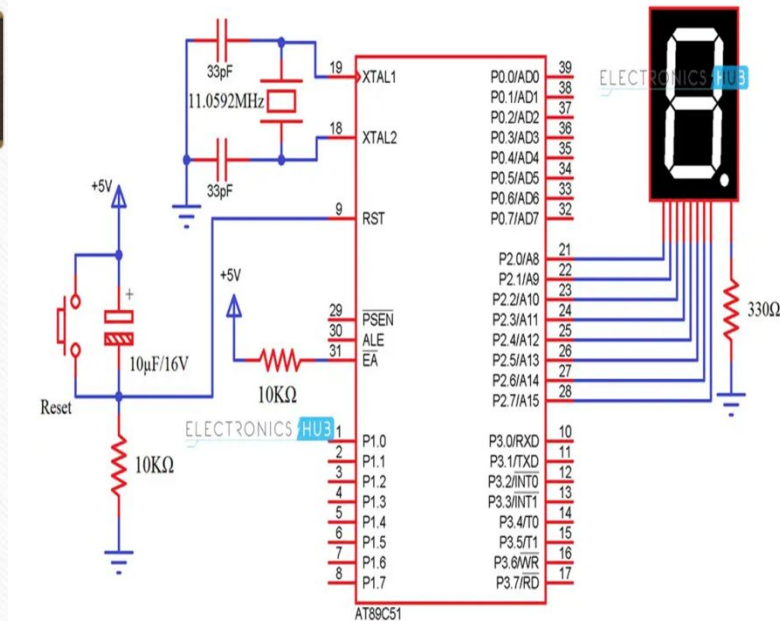 33pF
11.0592MHz
33pF
+5V
+
10µF/16V
Reset
10KΩ
+5V
10KΩ
ELECTRONICS HUB
19 XTAL1
18 XTAL2
9 RST
29 PSEN
30 ALE
31 EA
1 P1.0
2 P1.1
3 P1.2
4 P1.3
5 P1.4
6 P1.5
7 P1.6
8 P1.7
P0.0/AD0 39
P0.1/AD1 38
P0.2/AD2 37
P0.3/AD3 36
P0.4/AD4 35
P0.5/AD5 34
P0.6/AD6 33
P0.7/AD7 32
P2.0/A8 21
P2.1/A9 22
P2.2/A10 23
P2.3/A11 24
P2.4/A12 25
P2.5/A13 26
P2.6/A14 27
P2.7/A15 28
P3.0/RXD 10
P3.1/TXD 11
P3.2/INT0 12
P3.3/INT1 13
P3.4/T0 14
P3.5/T1 15
P3.6/WR 16
P3.7/RD 17
AT89C51
ELECTRONICS HUB
330Ω